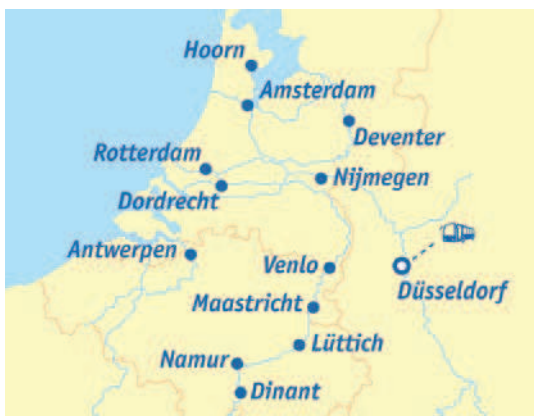 Hoorn
Amsterdam
Deventer
Rotterdam
Nijmegen
Dordrecht
Antwerpen
Venlo
Düsseldorf
Maastricht
Lüttich
Namur
Dinant